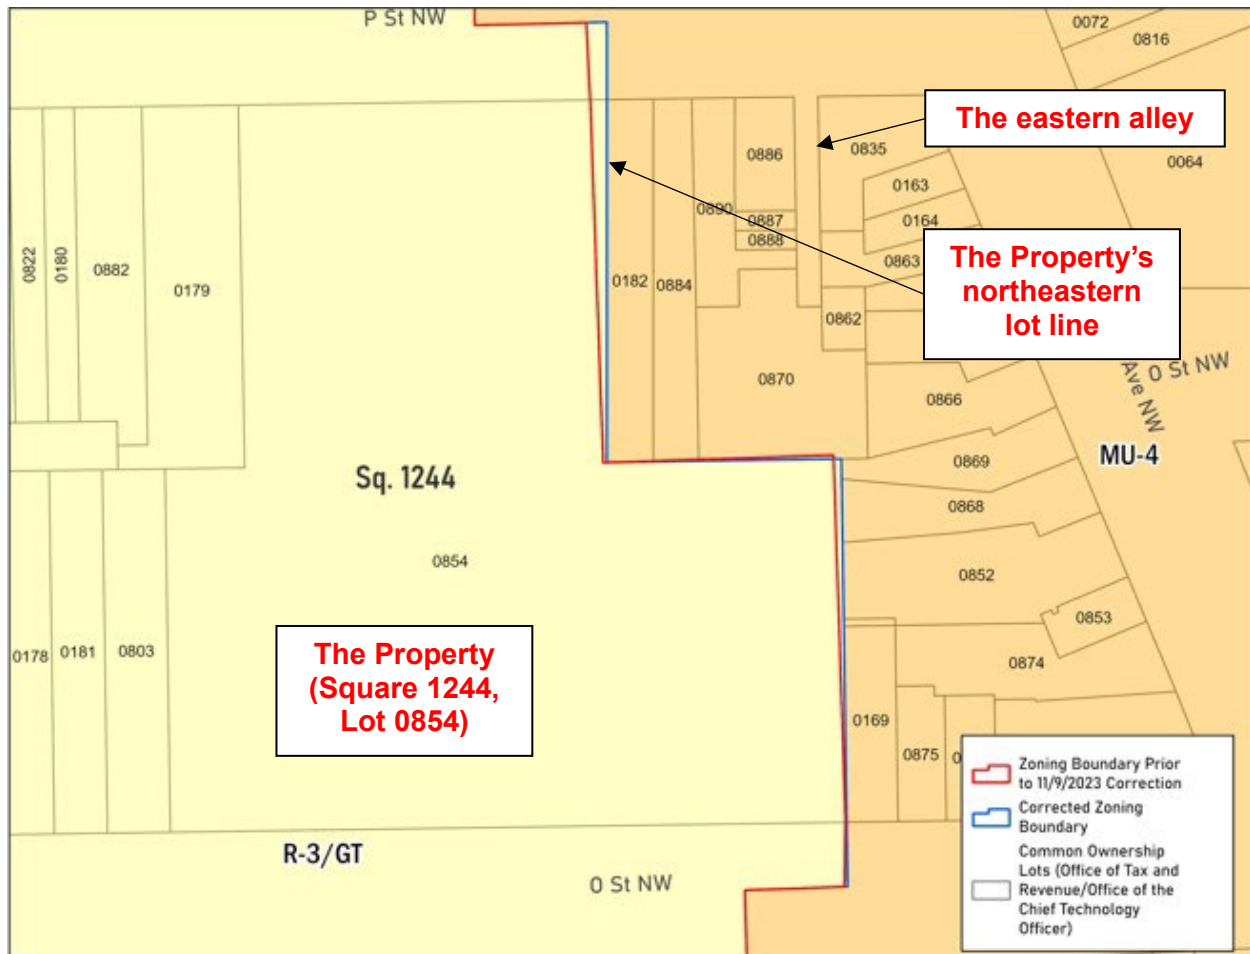 P St NW
0072
0816
The eastern alley
0886
0835
0064
0163
0890
0887
0164
0888
The Property's
northeastern
lot line
0822
0180
0882
0179
0182
0884
0863
0862
0870
O St NW
Ave NW
0866
MU-4
0869
Sq. 1244
0868
0854
0852
0853
The Property
(Square 1244,
Lot 0854)
0178
0181
0803
0874
0169
0875
Zoning Boundary Prior
to 11/9/2023 Correction
Corrected Zoning
Boundary
Common Ownership
Lots (Office of Tax and
Revenue/Office of the
Chief Technology
Officer)
R-3/GT
O St NW